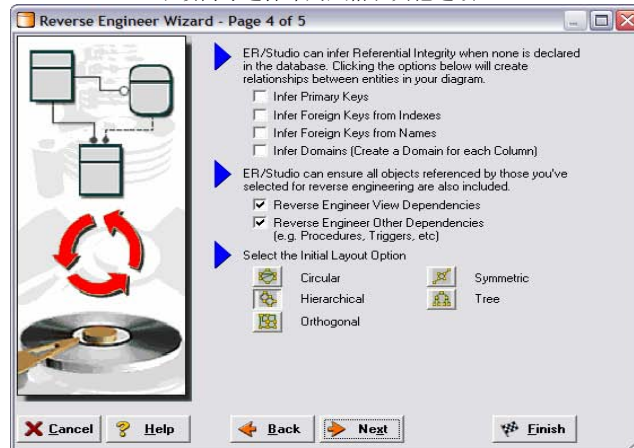 Reverse Engineer Wizard - Page 4 of 5
ER/Studio can infer Referential Integrity when none is declared
in the database. Clicking the options below will create
relationships between entities in your diagram.
Infer Primary Keys
Infer Foreign Keys from Indexes
Infer Foreign Keys from Names
Infer Domains (Create a Domain for each Column)
ER/Studio can ensure all objects referenced by those you've
selected for reverse engineering are also included.
Reverse Engineer View Dependencies
Reverse Engineer Other Dependencies
(e.g. Procedures, Triggers, etc)
Select the Initial Layout Option
Circular
Symmetric
Hierarchical
Tree
Orthogonal
Cancel
Help
Back
Next
Finish